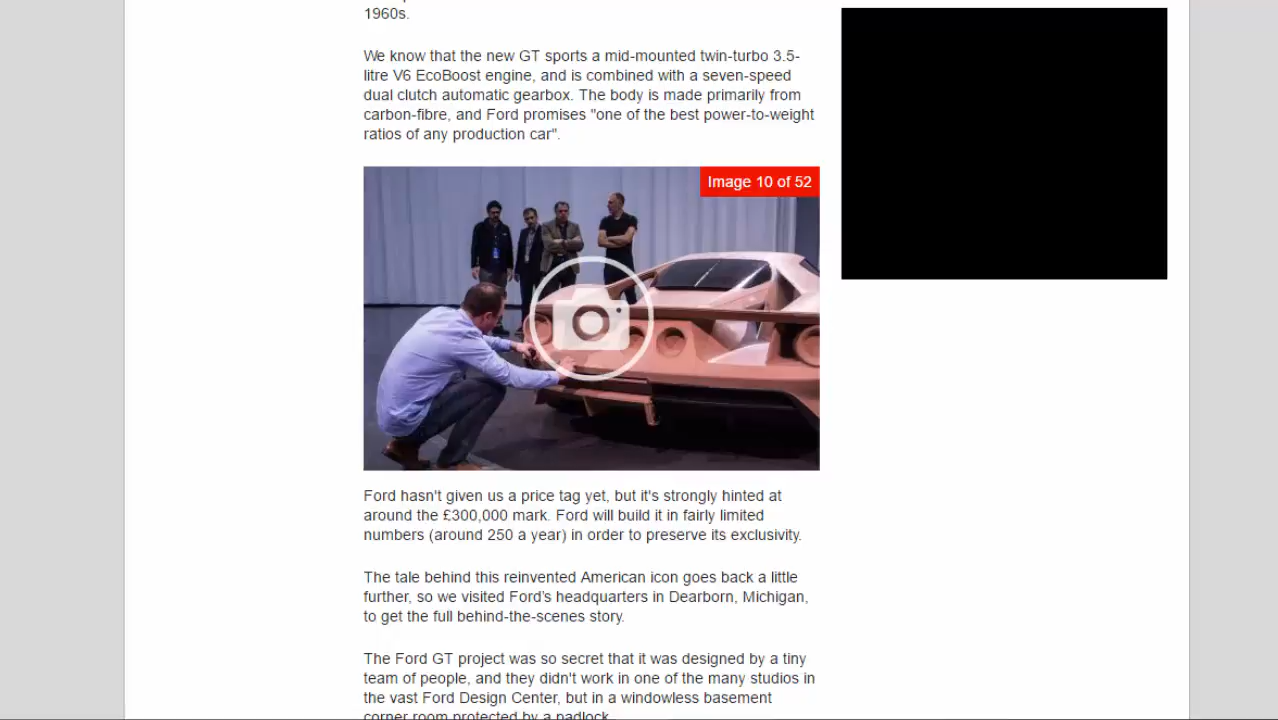 1960s.
We know that the new GT sports a mid-mounted twin-turbo 3.5-
litre V6 EcoBoost engine, and is combined with a seven-speed
dual clutch automatic gearbox. The body is made primarily from
carbon-fibre, and Ford promises "one of the best power-to-weight
ratios of any production car".
Image 10 of 52
Ford hasn't given us a price tag yet, but it's strongly hinted at
around the £300,000 mark. Ford will build it in fairly limited
numbers (around 250 a year) in order to preserve its exclusivity.
The tale behind this reinvented American icon goes back a little
further, so we visited Ford's headquarters in Dearborn, Michigan,
to get the full behind-the-scenes story.
The Ford GT project was so secret that it was designed by a tiny
team of people, and they didn't work in one of the many studios in
the vast Ford Design Center, but in a windowless basement
corner room protected by a padlock.